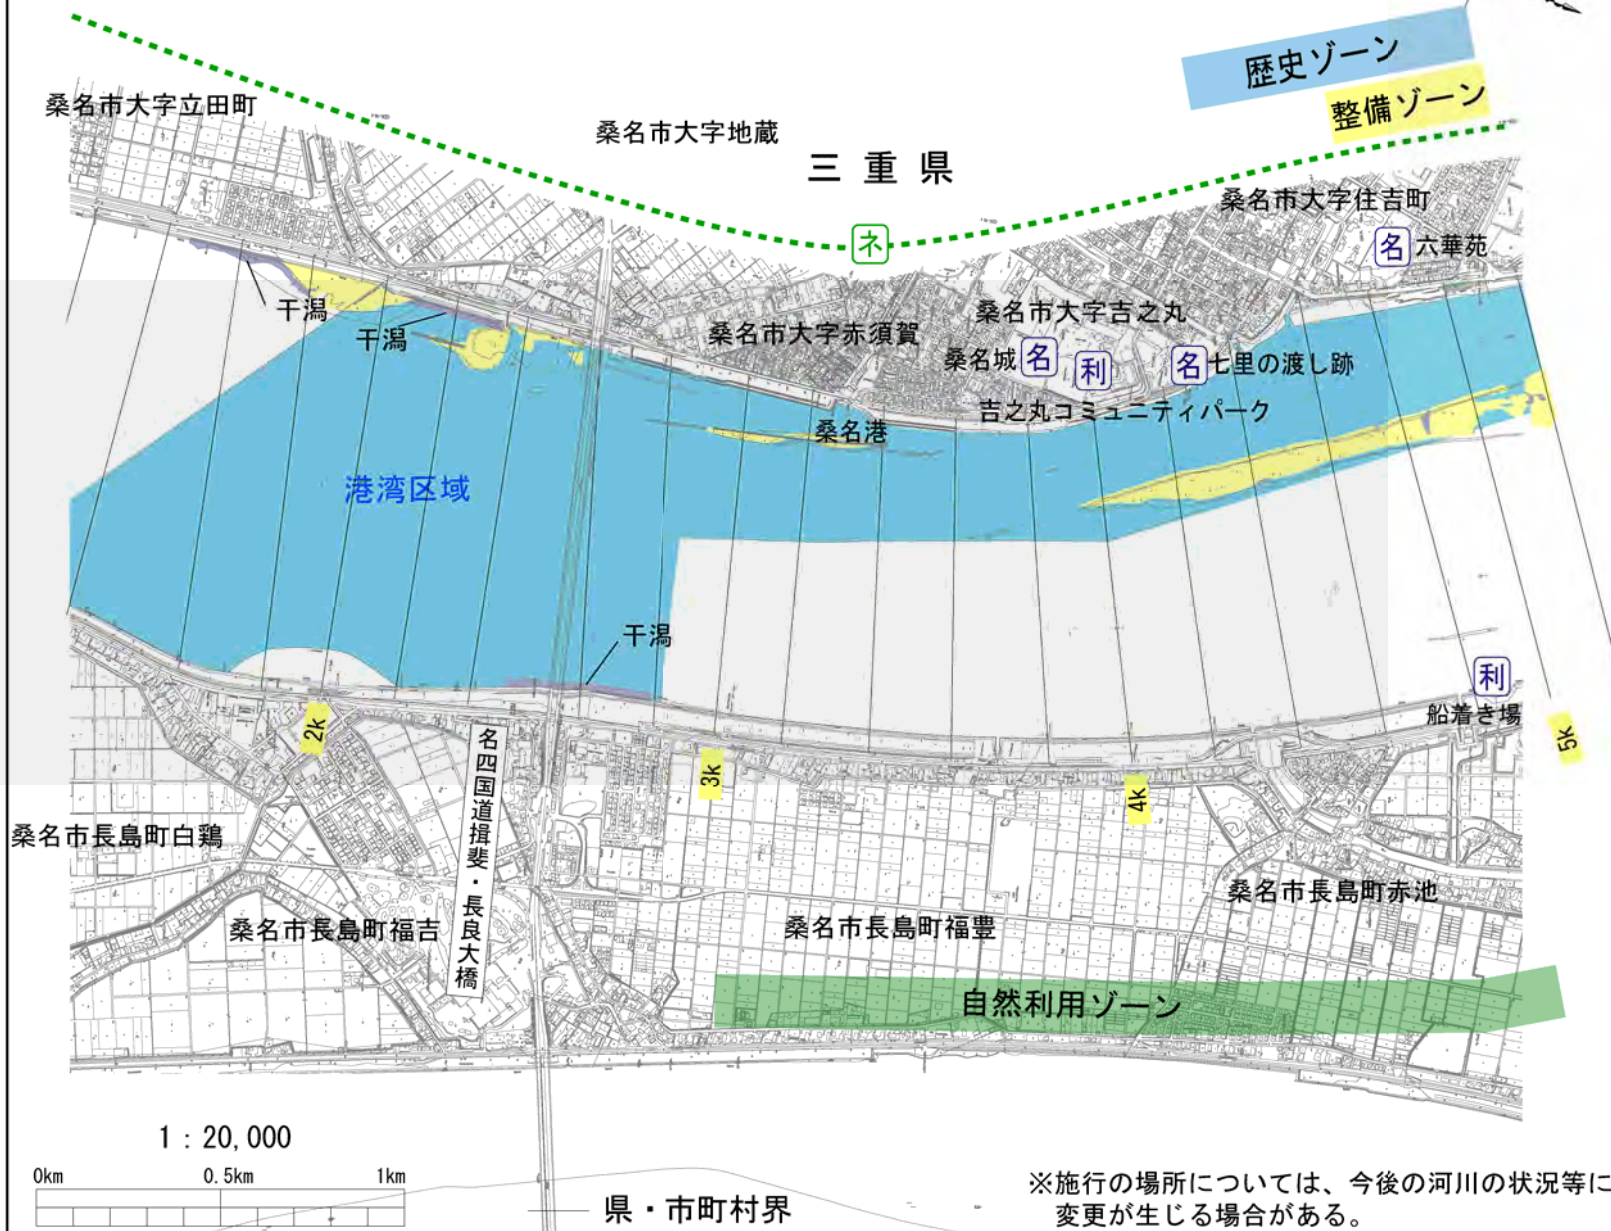 歴史ゾーン
整備ゾーン
桑名市大字立田町
桑名市大字地蔵
三重県
桑名市大字住吉町
名 六華苑
ネ
干潟
干潟
桑名市大字赤須賀
桑名市大字吉之丸
桑名城 名
利
名 七里の渡し跡
吉之丸コミュニティパーク
桑名港
港湾区域
干潟
利
船着き場
2k
3k
4k
5k
名四国道揖斐・長良大橋
桑名市長島町白鶏
桑名市長島町福吉
桑名市長島町福豊
桑名市長島町赤池
自然利用ゾーン
1:20,000
0km 0.5km 1km
県・市町村界
※施行の場所については、今後の河川の状況等に
変更が生じる場合がある。